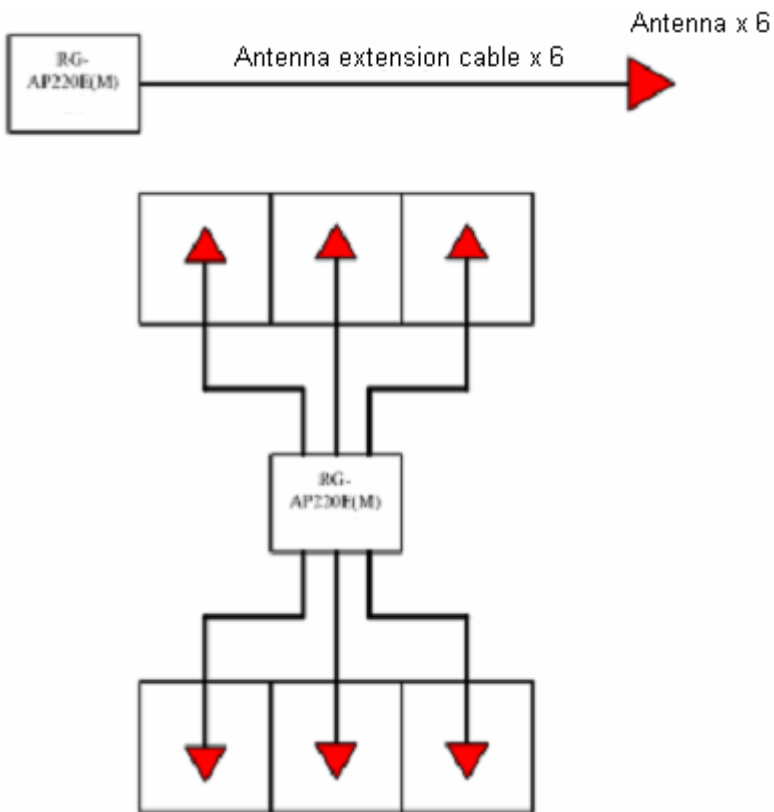 Antenna x 6
RG-
AP220E(M)
Antenna extension cable x 6
RG-
AP220E(M)